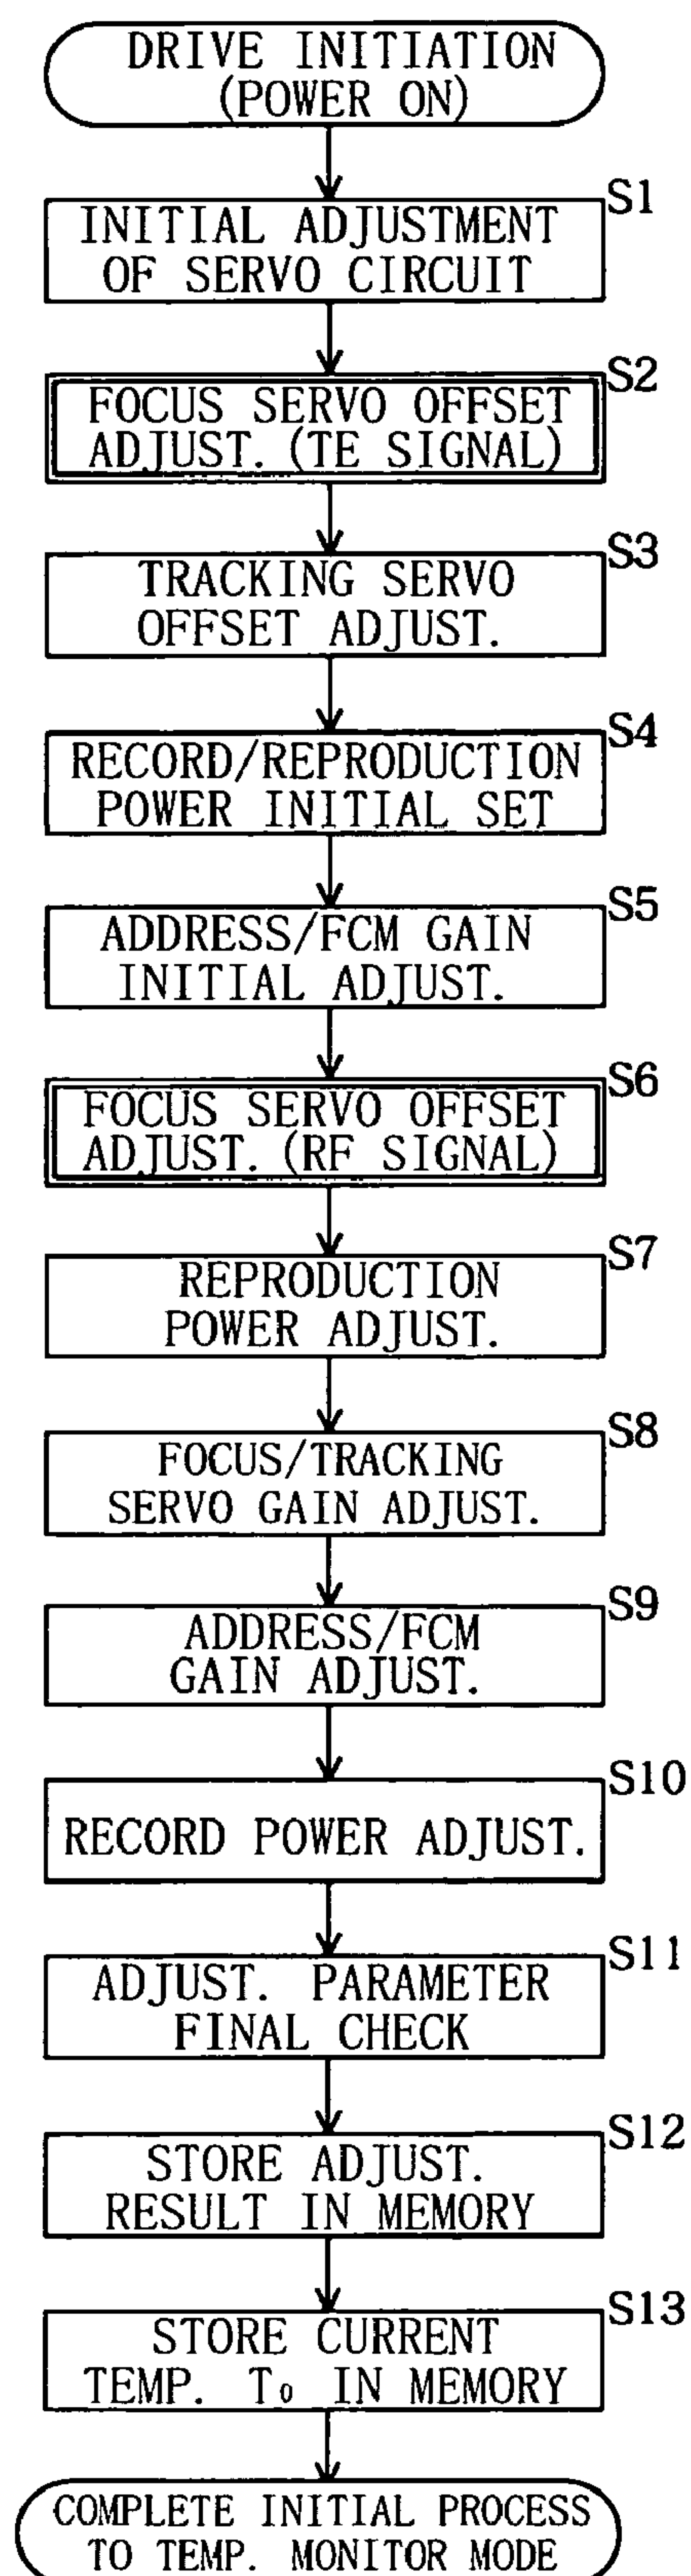 DRIVE INITIATION
(POWER ON)
S1
INITIAL ADJUSTMENT
OF SERVO CIRCUIT
S2
FOCUS SERVO OFFSET
ADJUST. (TE SIGNAL)
S3
TRACKING SERVO
OFFSET ADJUST.
S4
RECORD/REPRODUCTION
POWER INITIAL SET
S5
ADDRESS/FCM GAIN
INITIAL ADJUST.
S6
FOCUS SERVO OFFSET
ADJUST. (RF SIGNAL)
S7
REPRODUCTION
POWER ADJUST.
S8
FOCUS/TRACKING
SERVO GAIN ADJUST.
S9
ADDRESS/FCM
GAIN ADJUST.
S10
RECORD POWER ADJUST.
S11
ADJUST. PARAMETER
FINAL CHECK
S12
STORE ADJUST.
RESULT IN MEMORY
S13
STORE CURRENT
TEMP. T₀ IN MEMORY
COMPLETE INITIAL PROCESS
TO TEMP. MONITOR MODE